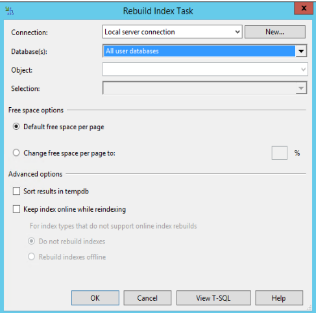 Rebuild Index Task
x
Connection: Local server connection New...
Database(s): All user databases
Object:
Selection:
Free space options
Default free space per page
Change free space per page to: %
Advanced options
Sort results in tempdb
Keep index online while reindexing
For index types that do not support online index rebuilds
Do not rebuild indexes
Rebuild indexes offline
OK Cancel View T-SQL Help